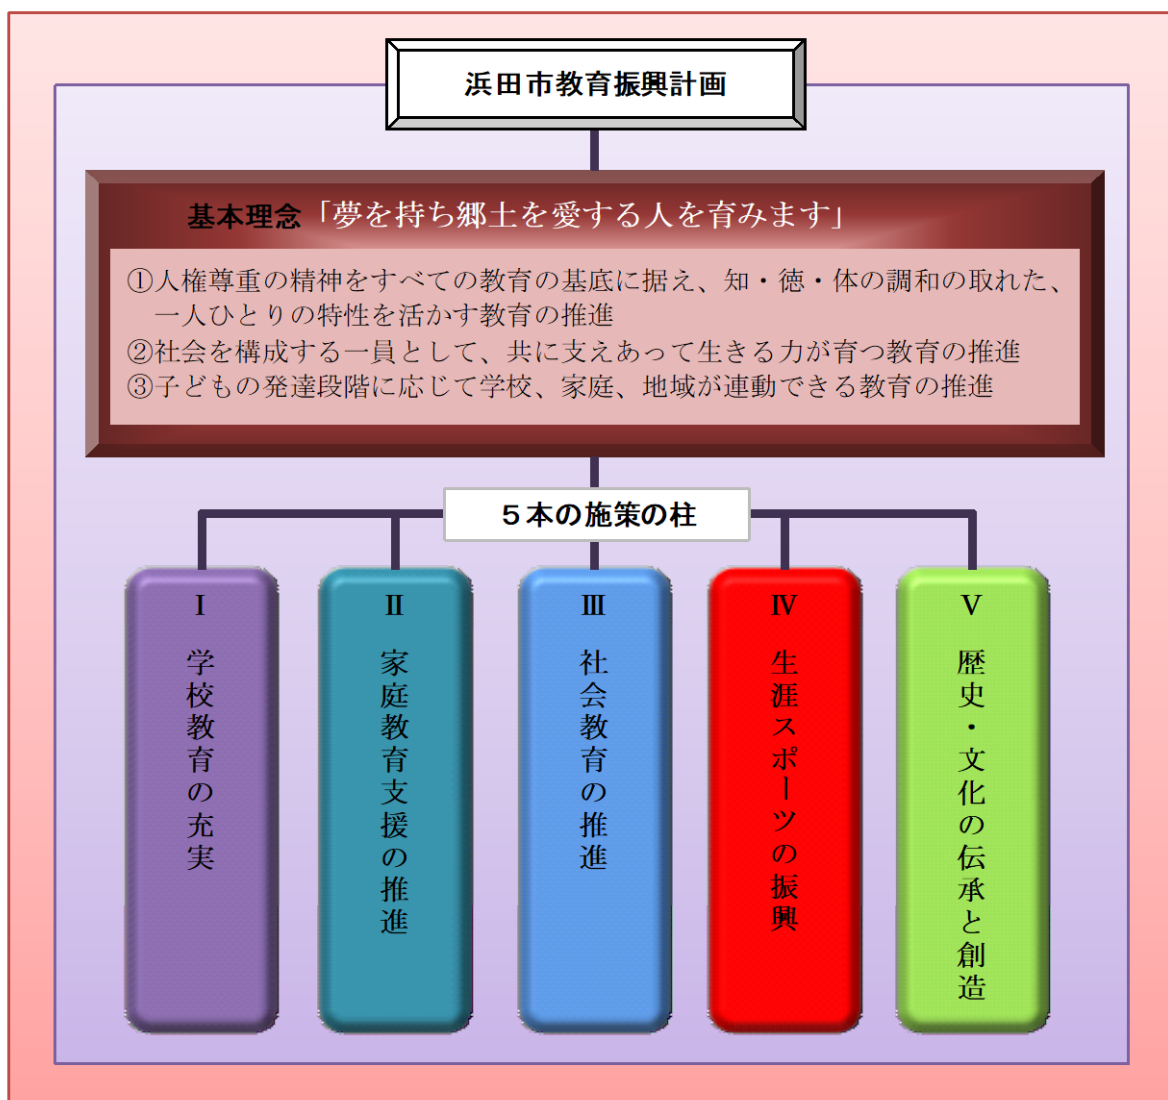 浜田市教育振興計画
基本理念「夢を持ち郷土を愛する人を育みます」
①人権尊重の精神をすべての教育の基底に据え、知・徳・体の調和の取れた、
一人ひとりの特性を活かす教育の推進
②社会を構成する一員として、共に支えあって生きる力が育つ教育の推進
③子どもの発達段階に応じて学校、家庭、地域が連動できる教育の推進
５本の施策の柱
Ⅰ 学校教育の充実
Ⅱ 家庭教育支援の推進
Ⅲ 社会教育の推進
Ⅳ 生涯スポーツの振興
Ⅴ 歴史・文化の伝承と創造